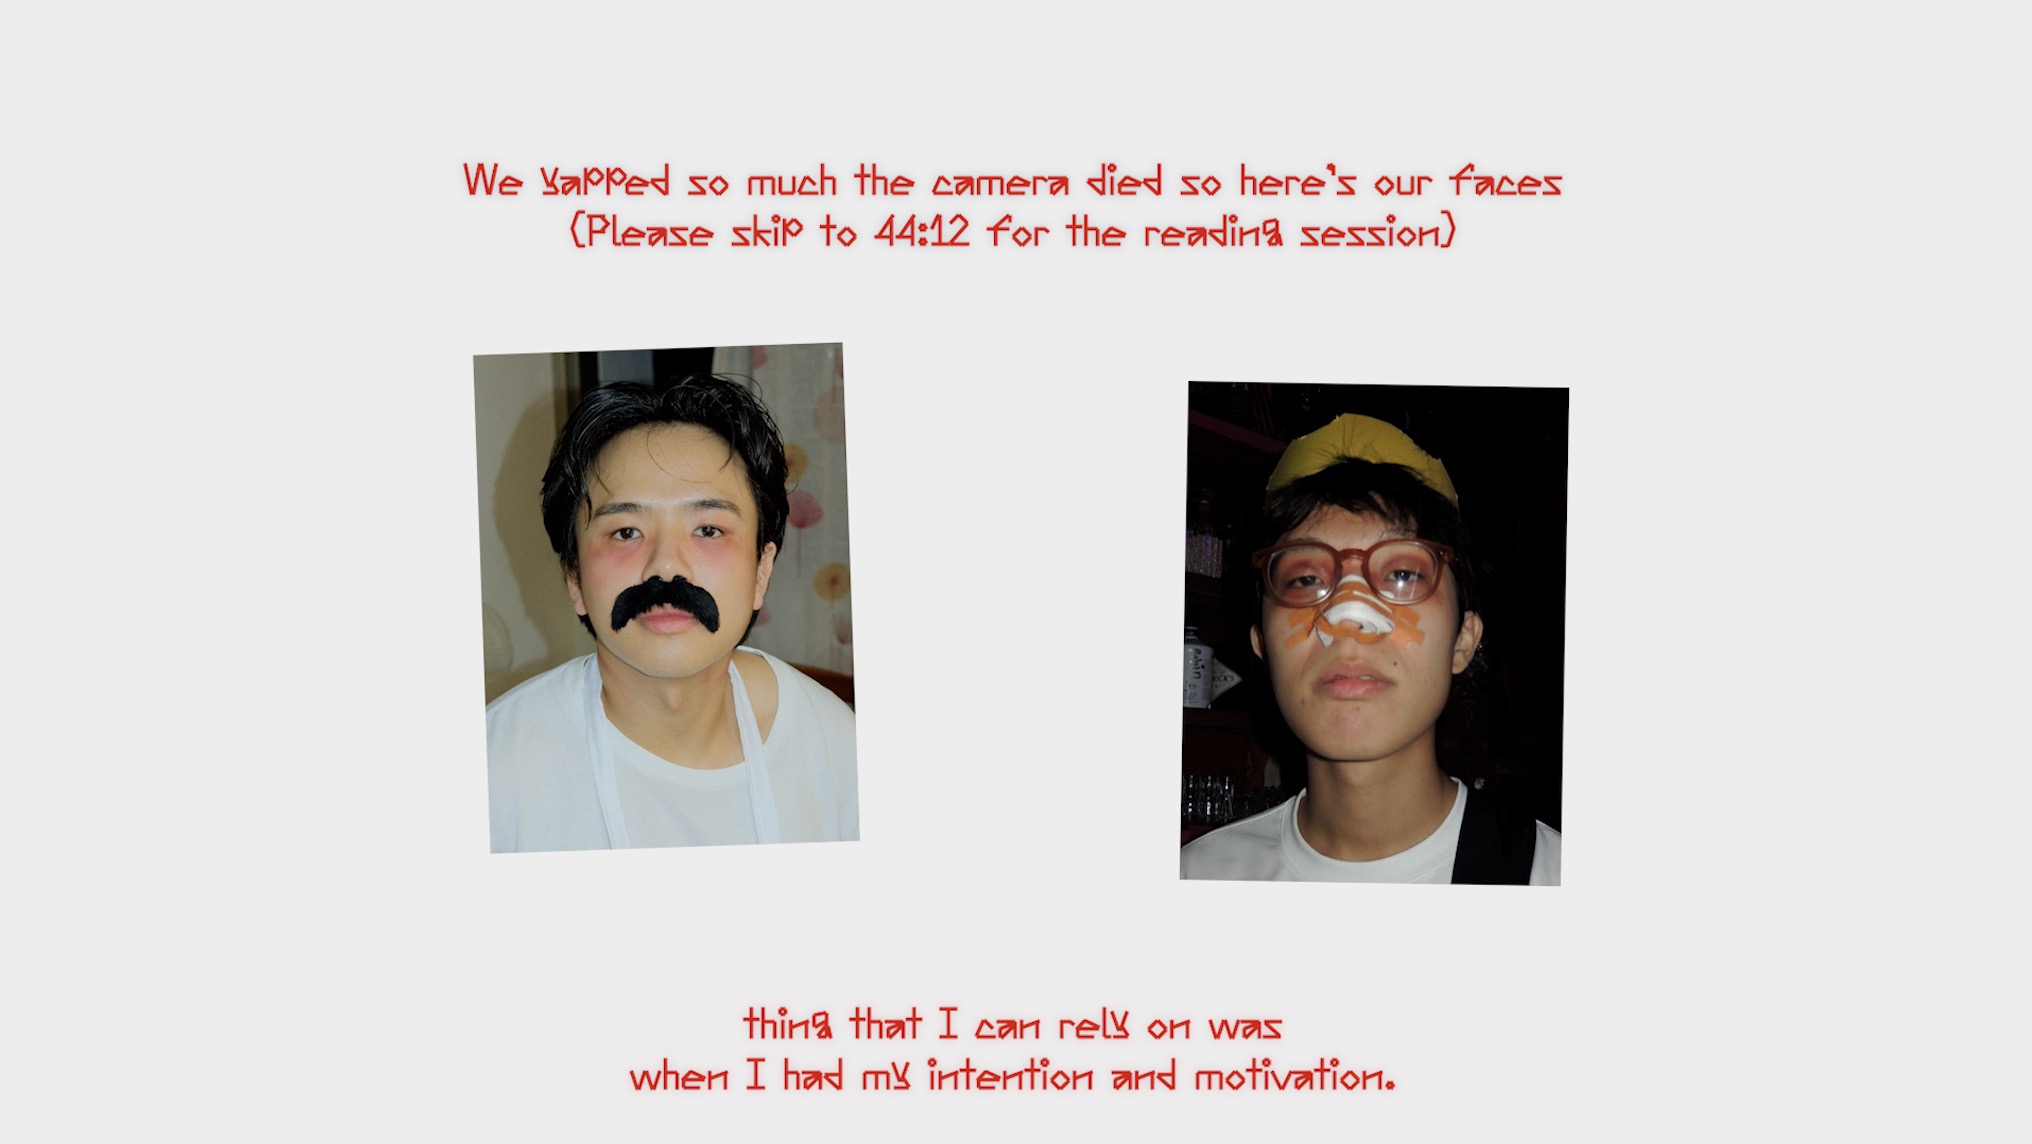 We yapped so much the camera died so here's our faces
(Please skip to 44:12 for the reading session)
thing that I can rely on was
when I had my intention and motivation.